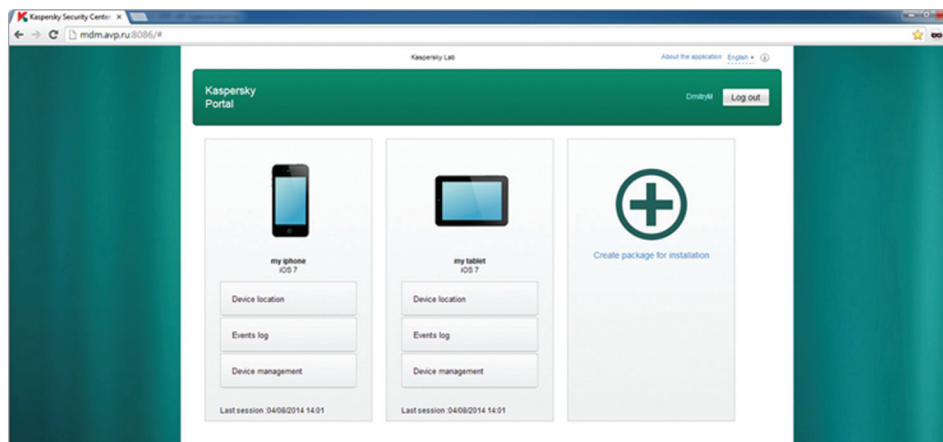 Kaspersky Security Center
mdm.avp.ru:8086/#
Kaspersky Lab
About the application English
Kaspersky
Portal
DmitryM Log out
my iphone
iOS 7
Device location
Events log
Device management
Last session :04/08/2014 14:01
my tablet
iOS 7
Device location
Events log
Device management
Last session :04/08/2014 14:01
Create package for installation